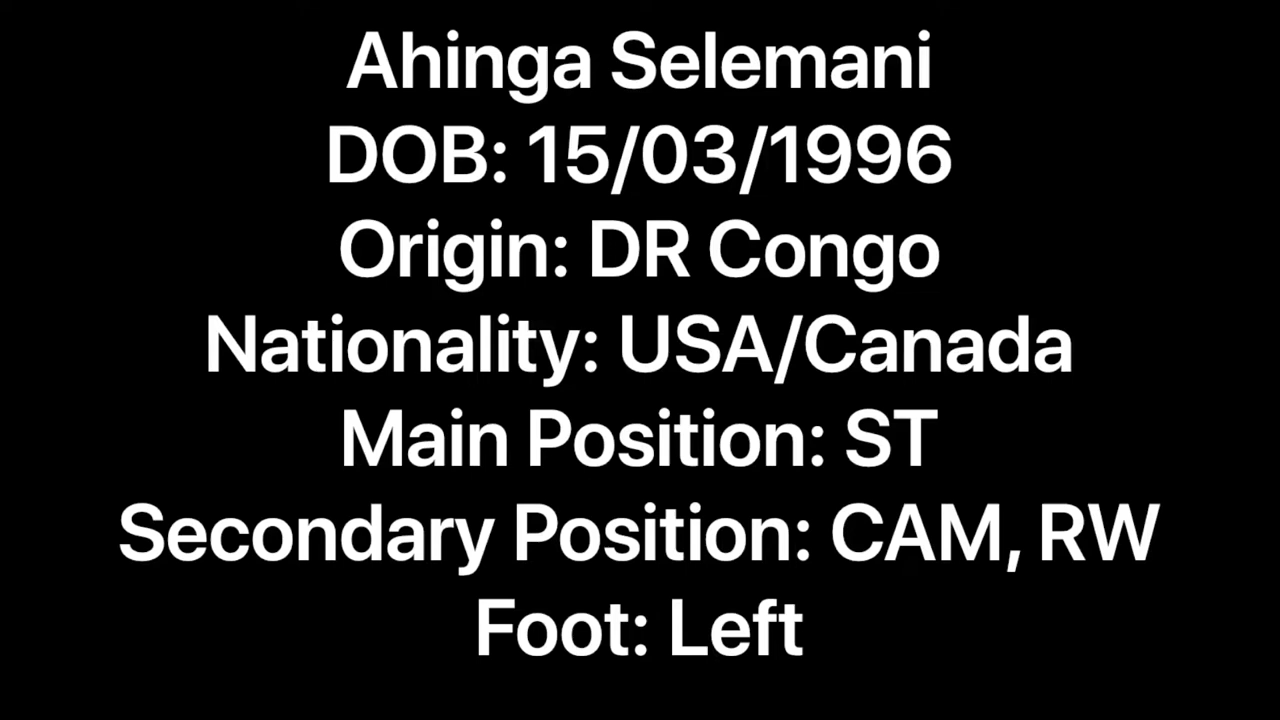 Ahinga Selemani
DOB: 15/03/1996
Origin: DR Congo
Nationality: USA/Canada
Main Position: ST
Secondary Position: CAM, RW
Foot: Left